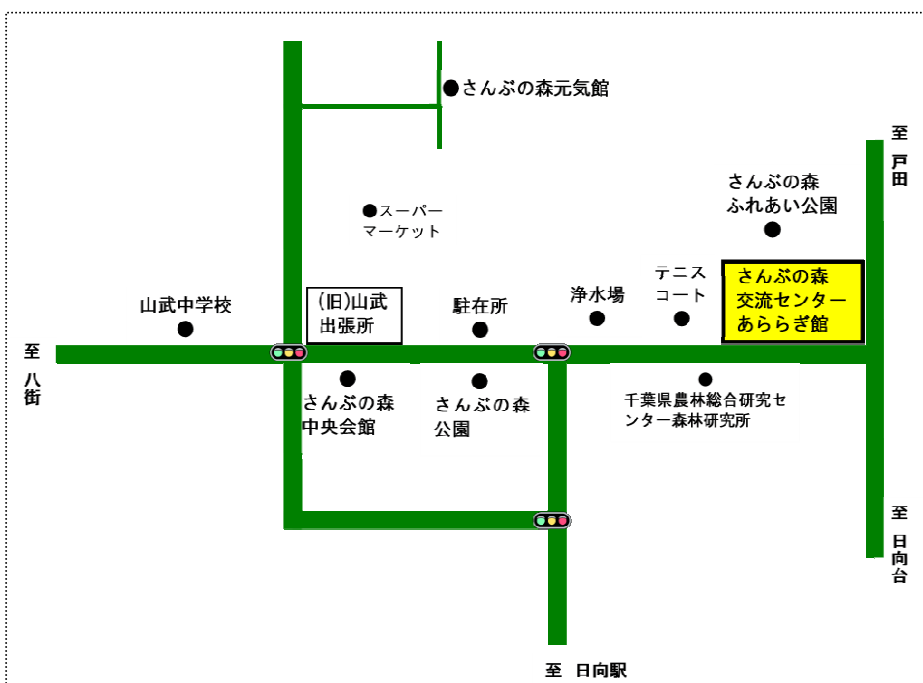 さんぶの森元気館
至
戸田
さんぶの森
ふれあい公園
スーパー
マーケット
テニス
コート
さんぶの森
交流センター
あららぎ館
浄水場
(旧)山武
出張所
駐在所
山武中学校
至
八街
さんぶの森
中央会館
さんぶの森
公園
千葉県農林総合研究セ
ンター森林研究所
至
日向台
至 日向駅